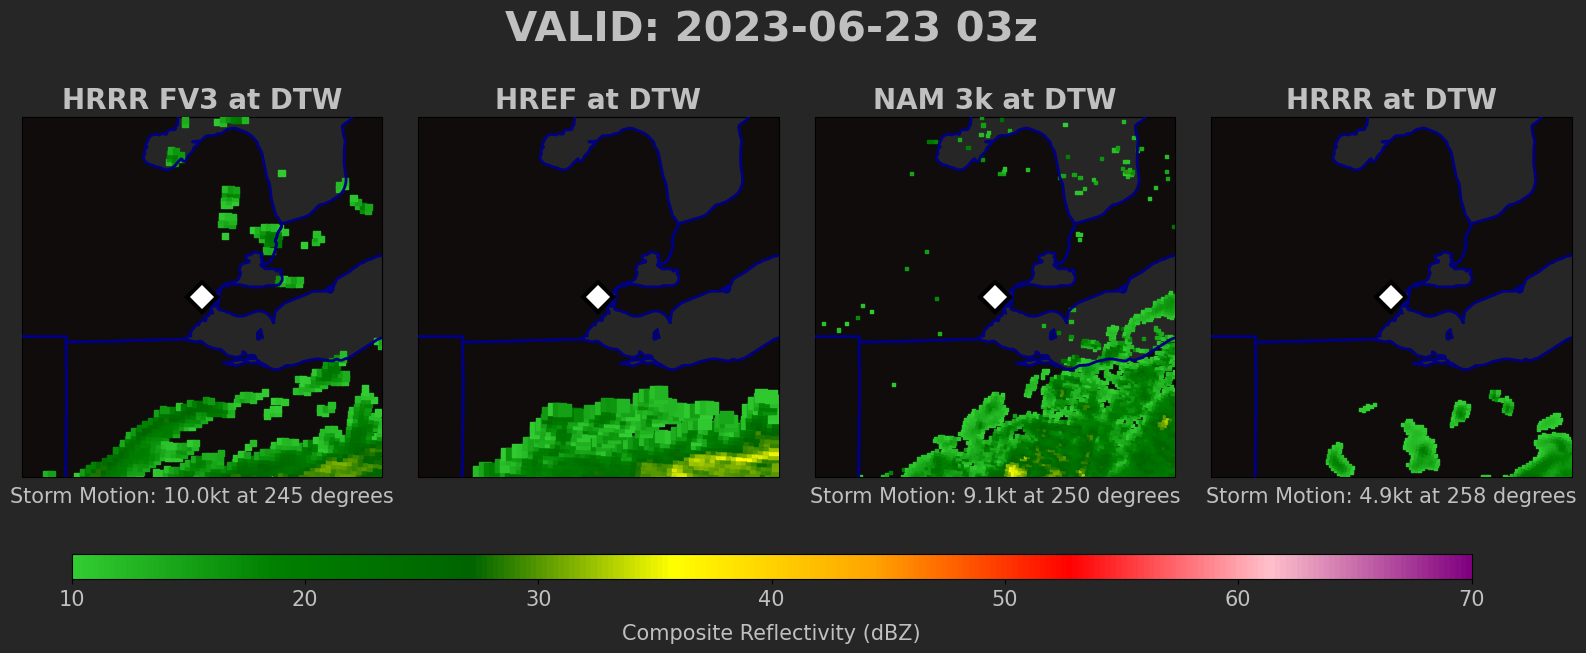 VALID: 2023-06-23 03z
HRRR FV3 at DTW
HREF at DTW
NAM 3k at DTW
HRRR at DTW
Storm Motion: 10.0kt at 245 degrees
Storm Motion: 9.1kt at 250 degrees
Storm Motion: 4.9kt at 258 degrees
10 20 30 40 50 60 70
Composite Reflectivity (dBZ)